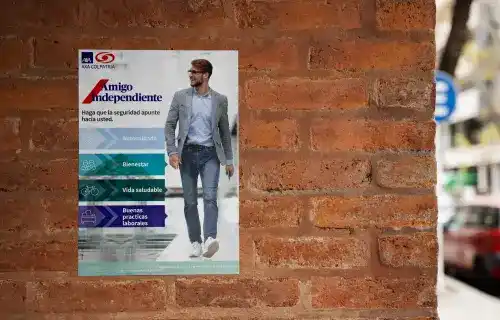 AXA COLPATRIA
Amigo
Independiente
Haga que la seguridad apunte
hacia usted.
Bienestar
Vida saludable
Buenas
prácticas
laborales